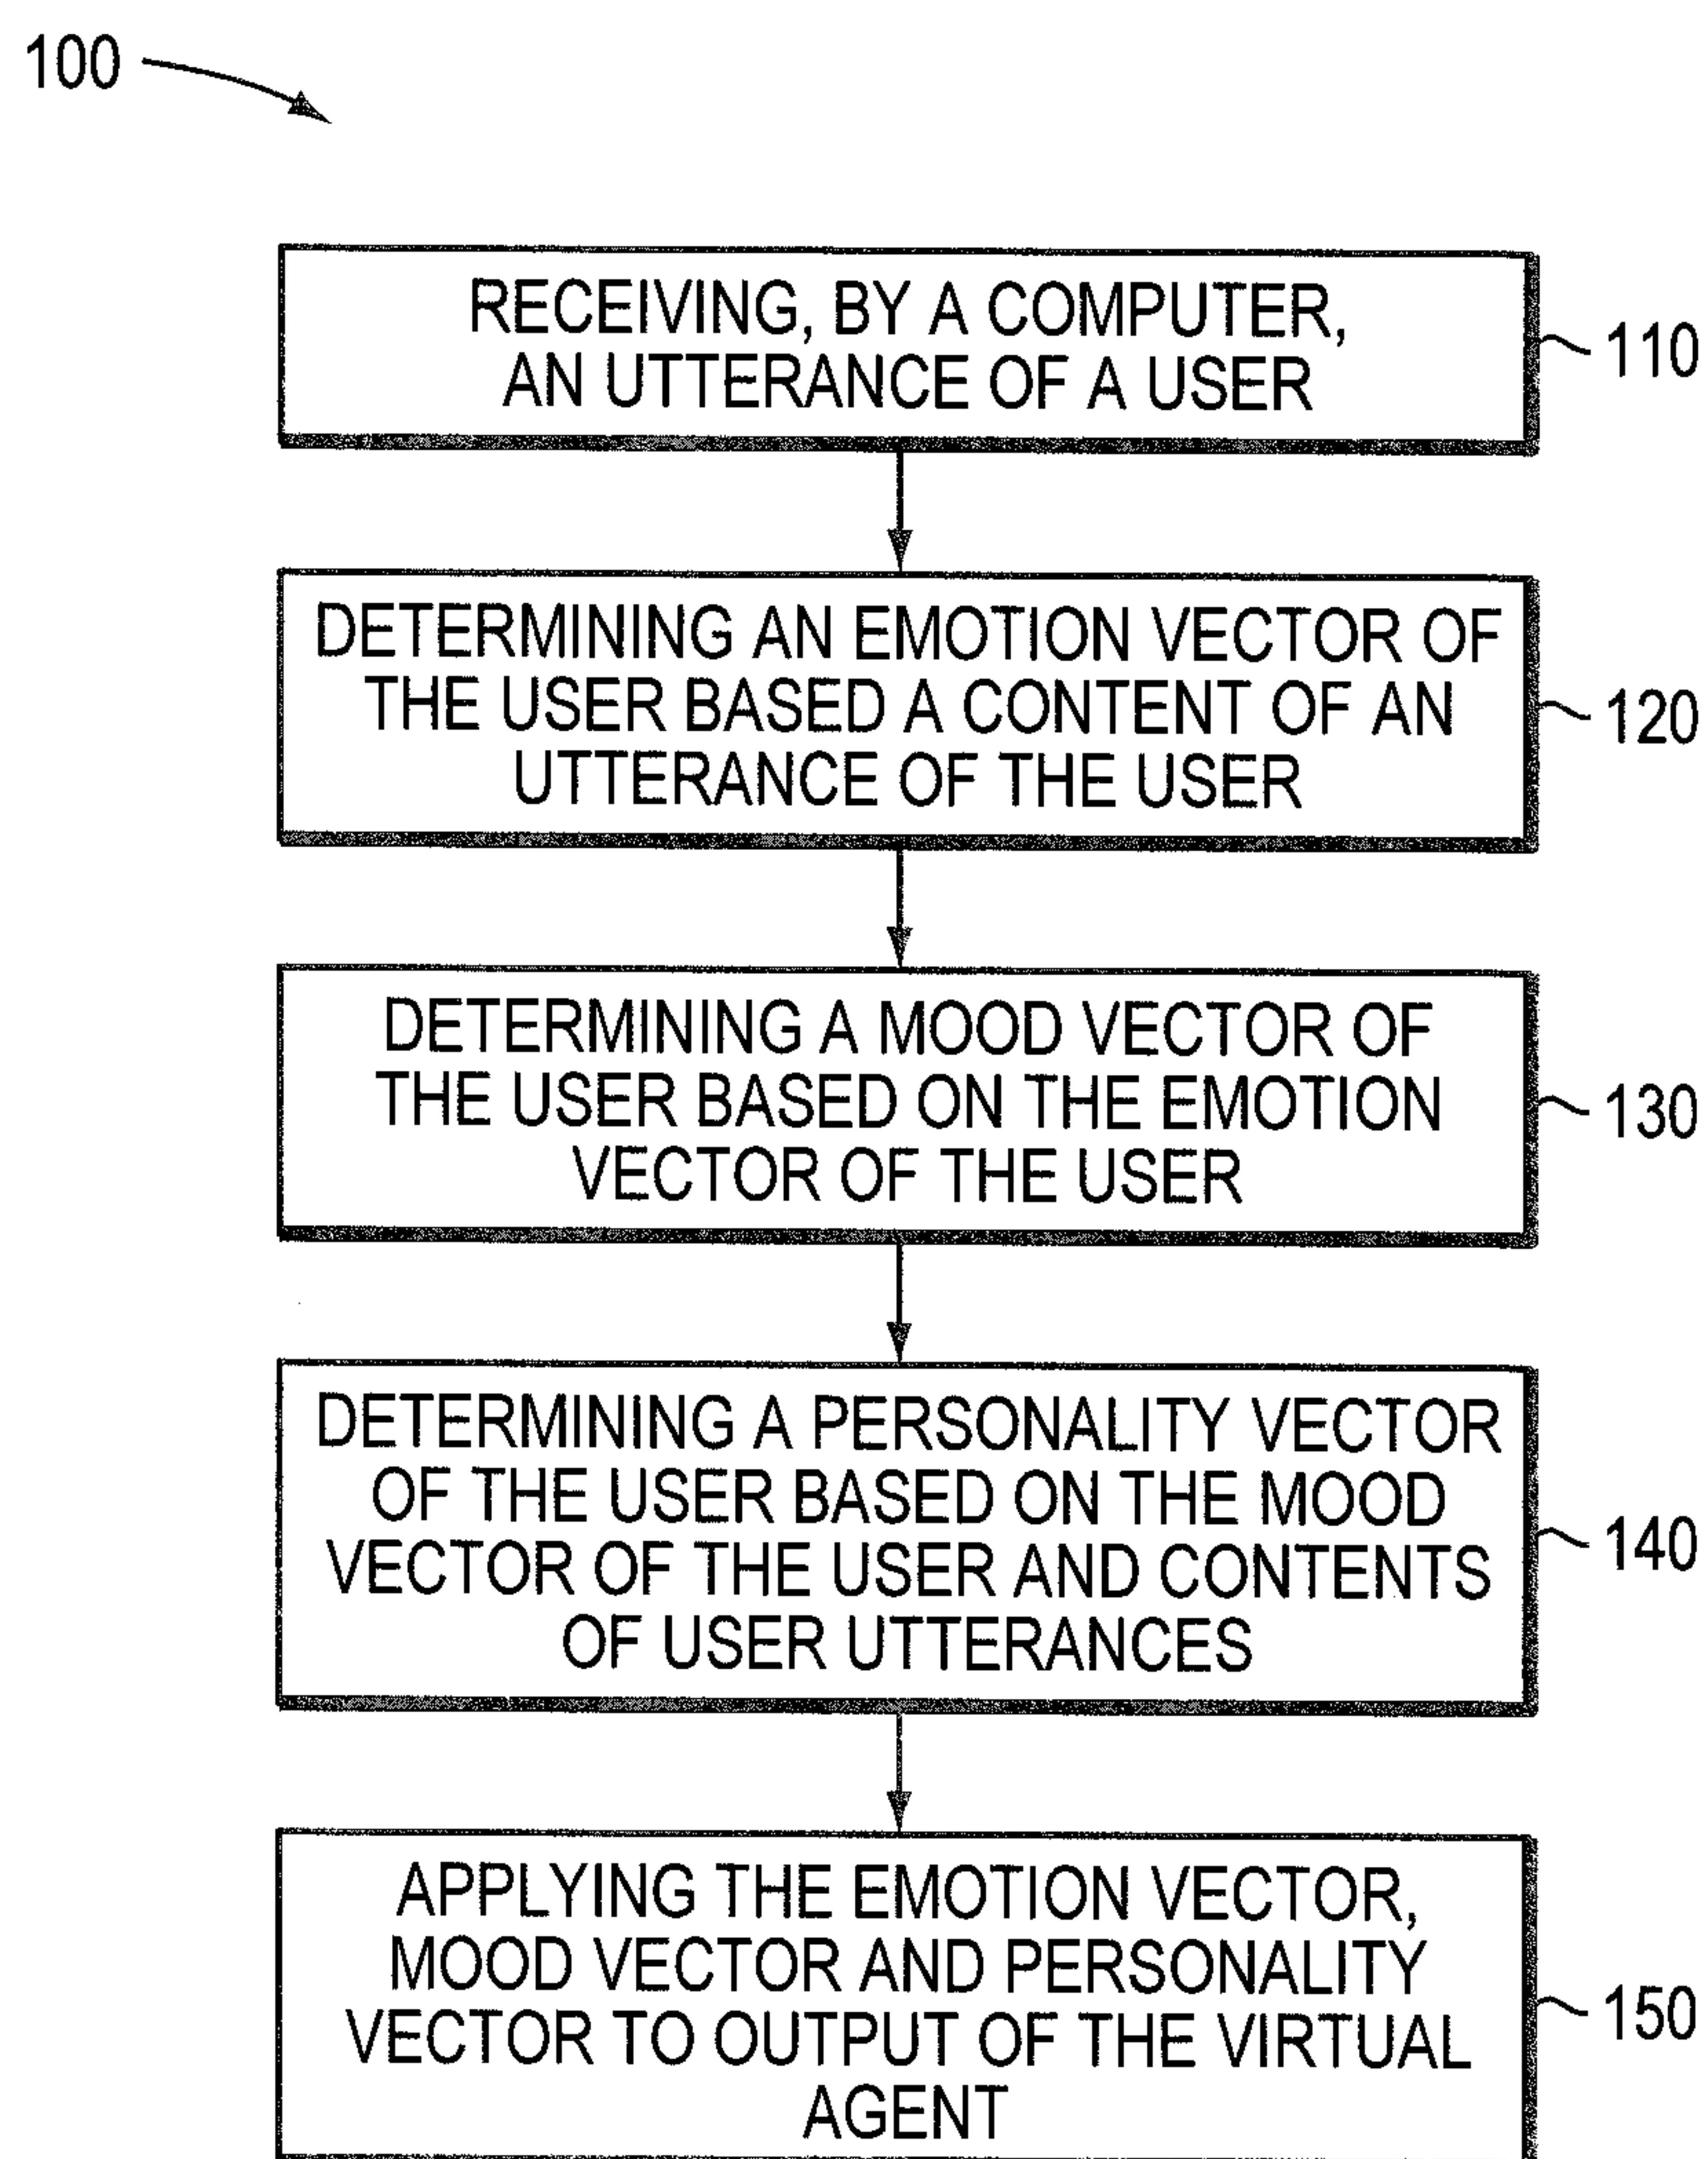 100
RECEIVING, BY A COMPUTER,
AN UTTERANCE OF A USER
110
DETERMINING AN EMOTION VECTOR OF
THE USER BASED A CONTENT OF AN
UTTERANCE OF THE USER
120
DETERMINING A MOOD VECTOR OF
THE USER BASED ON THE EMOTION
VECTOR OF THE USER
130
DETERMINING A PERSONALITY VECTOR
OF THE USER BASED ON THE MOOD
VECTOR OF THE USER AND CONTENTS
OF USER UTTERANCES
140
APPLYING THE EMOTION VECTOR,
MOOD VECTOR AND PERSONALITY
VECTOR TO OUTPUT OF THE VIRTUAL
AGENT
150